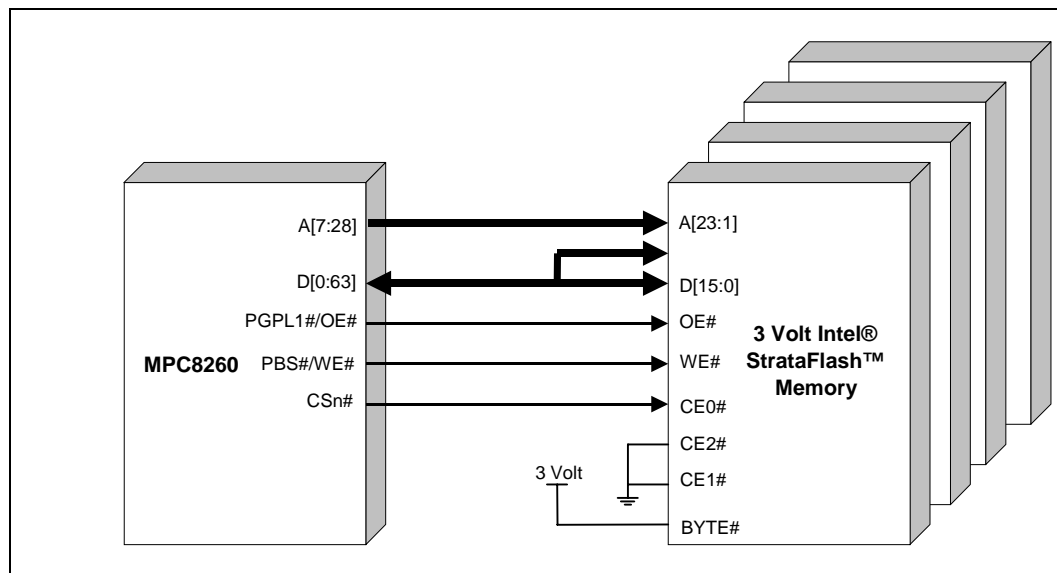 A[7:28]
D[0:63]
PGPL1#/OE#
MPC8260
PBS#/WE#
CSn#
3 Volt
A[23:1]
D[15:0]
OE#
WE#
CE0#
CE2#
CE1#
BYTE#
3 Volt Intel®
StrataFlash™
Memory